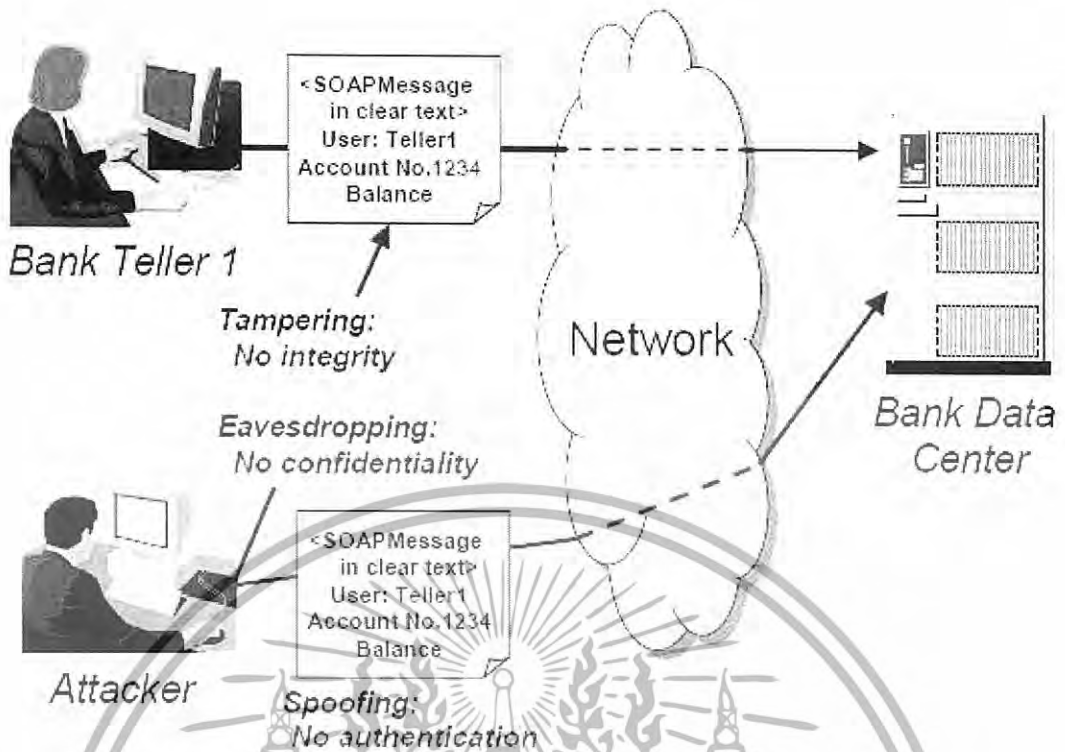 <SOAPMessage
in clear text>
User: Teller1
Account No.1234
Balance
Bank Teller 1
Tampering:
No integrity
Network
Bank Data
Center
Eavesdropping:
No confidentiality
<SOAPMessage
in clear text>
User: Teller1
Account No.1234
Balance
Attacker
Spoofing:
No authentication